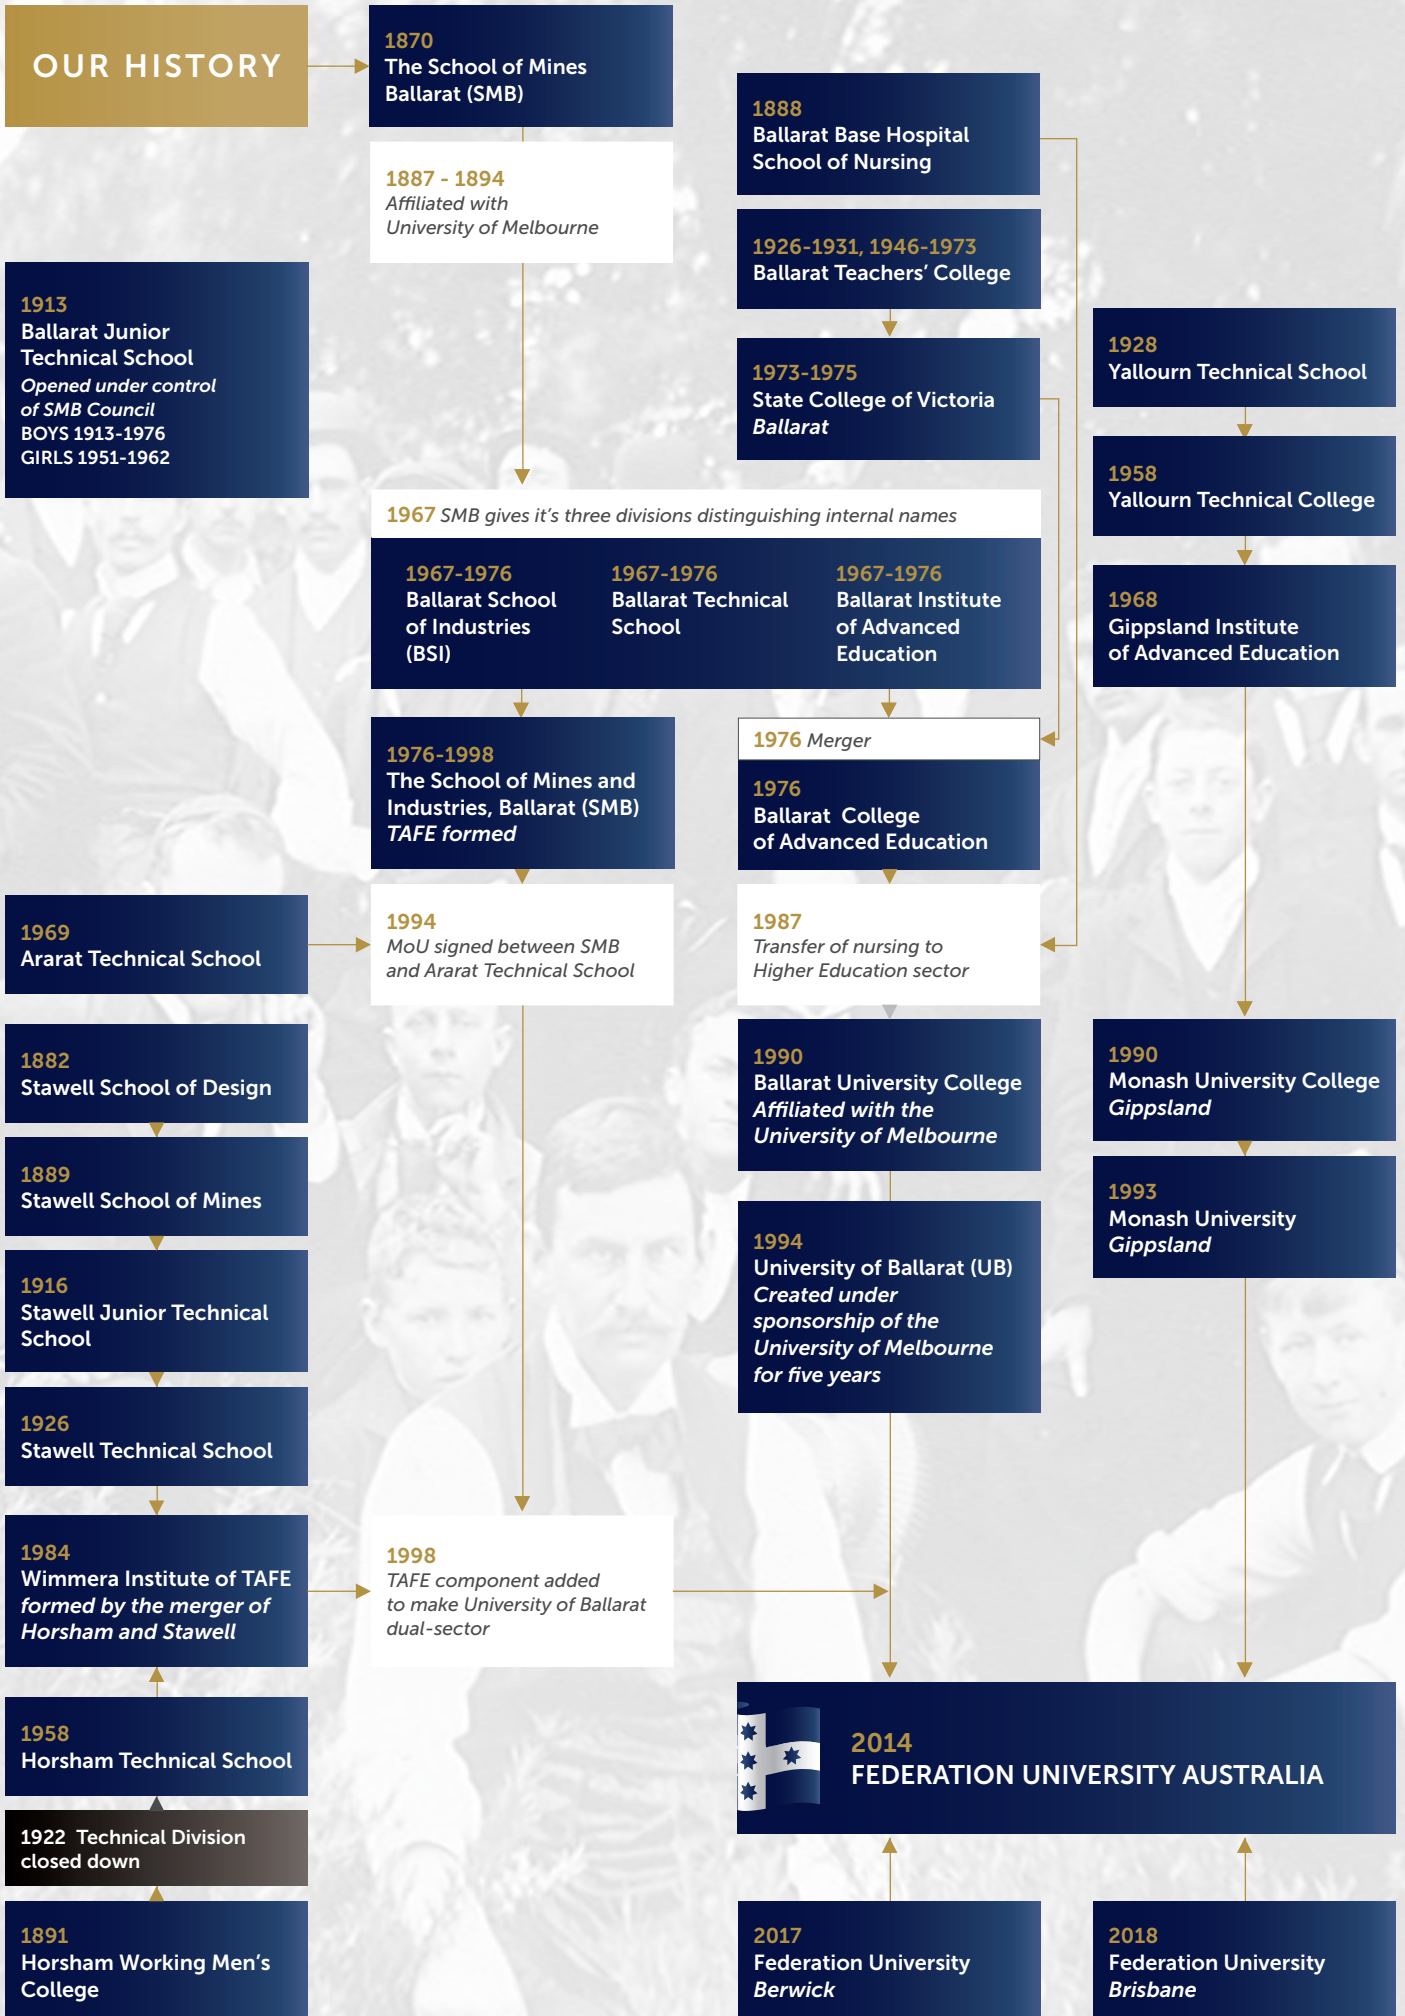 OUR HISTORY
1870
The School of Mines
Ballarat (SMB)
1887 - 1894
Affiliated with
University of Melbourne
1888
Ballarat Base Hospital
School of Nursing
1926-1931, 1946-1973
Ballarat Teachers’ College
1973-1975
State College of Victoria
Ballarat
1913
Ballarat Junior
Technical School
Opened under control
of SMB Council
BOYS 1913-1976
GIRLS 1951-1962
1928
Yallourn Technical School
1958
Yallourn Technical College
1968
Gippsland Institute
of Advanced Education
1967 SMB gives it’s three divisions distinguishing internal names
1967-1976
Ballarat School
of Industries
(BSI)
1967-1976
Ballarat Technical
School
1967-1976
Ballarat Institute
of Advanced
Education
1976-1998
The School of Mines and
Industries, Ballarat (SMB)
TAFE formed
1976 Merger
1976
Ballarat College
of Advanced Education
1969
Ararat Technical School
1994
MoU signed between SMB
and Ararat Technical School
1987
Transfer of nursing to
Higher Education sector
1882
Stawell School of Design
1889
Stawell School of Mines
1916
Stawell Junior Technical
School
1926
Stawell Technical School
1990
Ballarat University College
Affiliated with the
University of Melbourne
1994
University of Ballarat (UB)
Created under
sponsorship of the
University of Melbourne
for five years
1990
Monash University College
Gippsland
1993
Monash University
Gippsland
1984
Wimmera Institute of TAFE
formed by the merger of
Horsham and Stawell
1998
TAFE component added
to make University of Ballarat
dual-sector
1958
Horsham Technical School
1922 Technical Division
closed down
1891
Horsham Working Men’s
College
2014
FEDERATION UNIVERSITY AUSTRALIA
2017
Federation University
Berwick
2018
Federation University
Brisbane